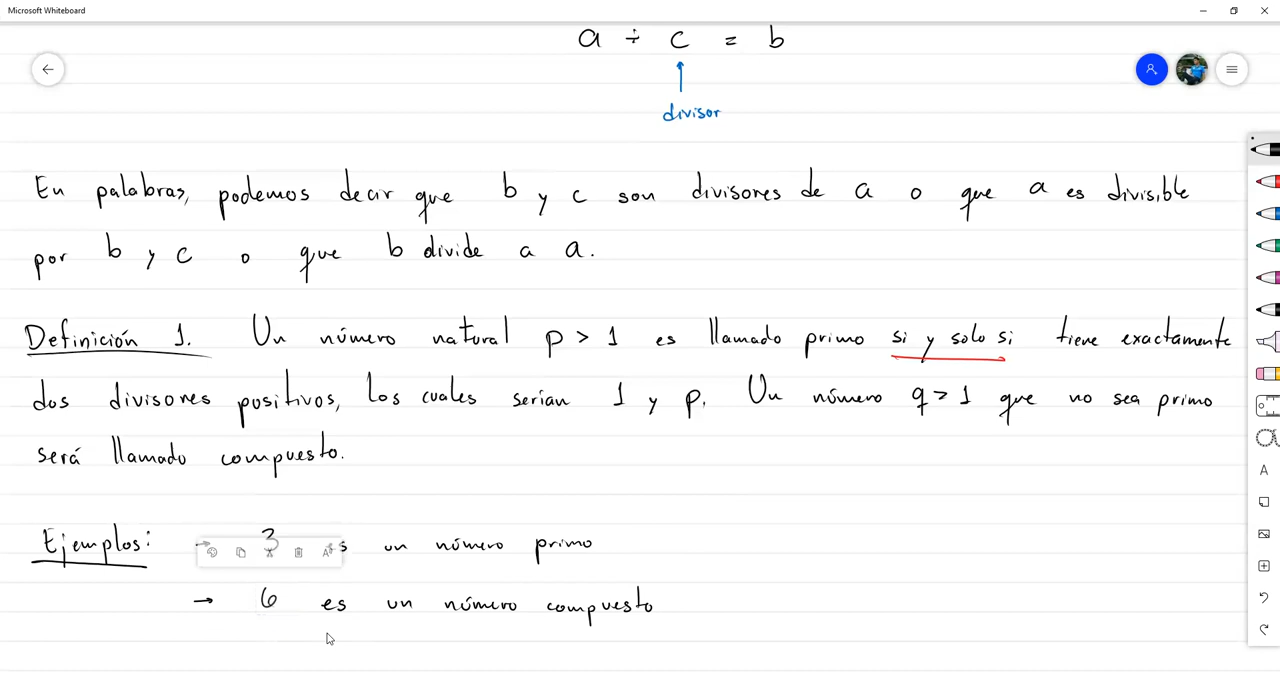 Microsoft Whiteboard
a ÷ c = b
divisor
En palabras, podemos decir que b y c son divisores de a o que a es divisible
por b y c o que b divide a a.
Definición 1. Un número natural p > 1 es llamado primo si y solo si tiene exactamente
dos divisores positivos, los cuales serían 1 y p. Un número q > 1 que no sea primo
será llamado compuesto.
Ejemplos: → 3 es un número primo
→ 6 es un número compuesto
A